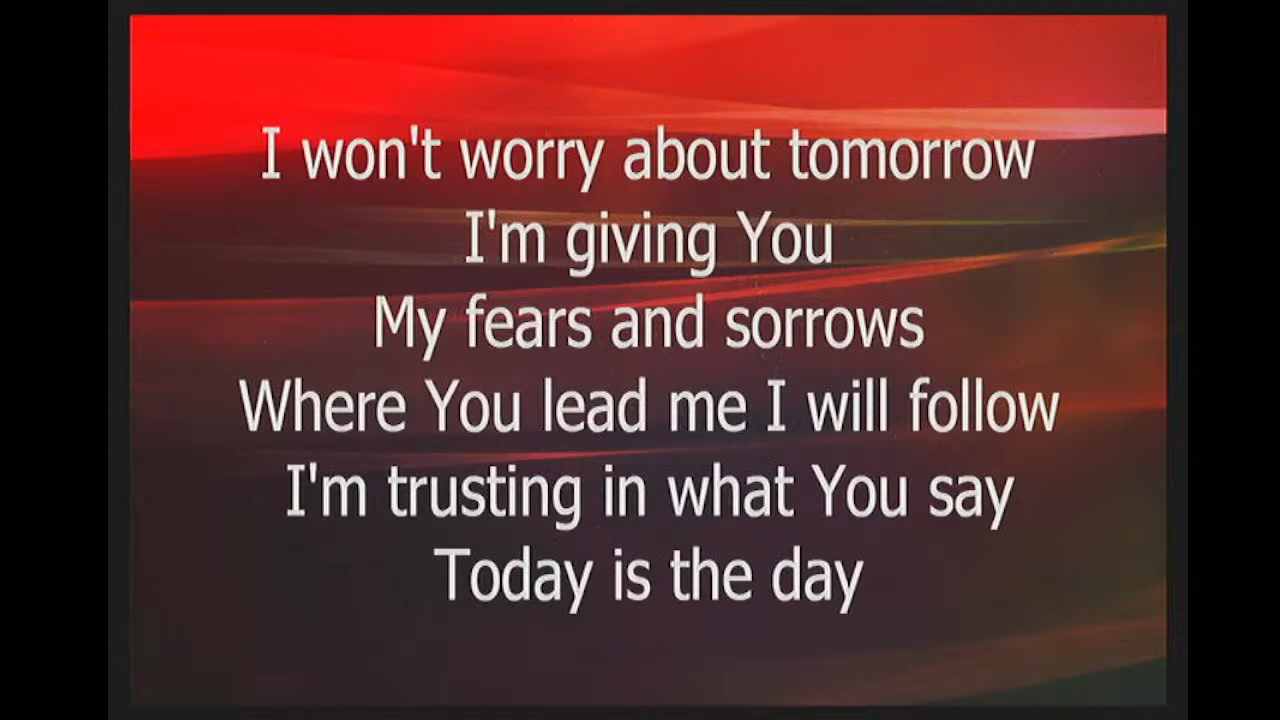 I won't worry about tomorrow
I'm giving You
My fears and sorrows
Where You lead me I will follow
I'm trusting in what You say
Today is the day